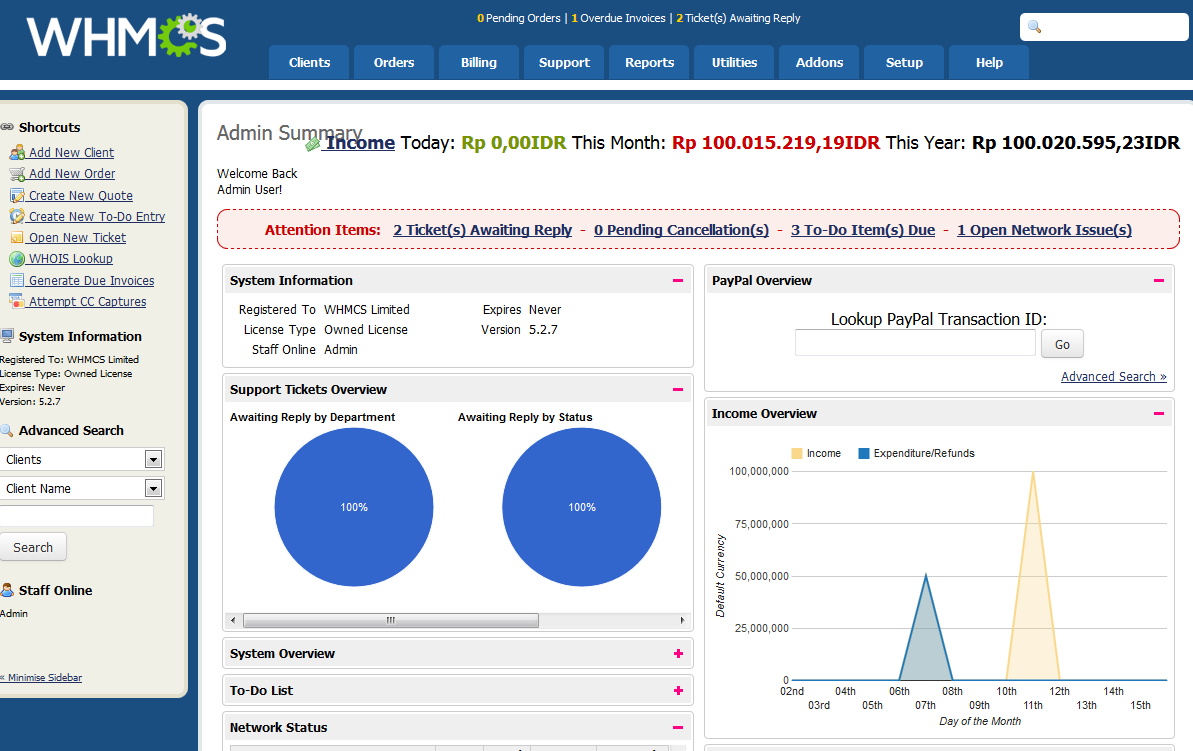 WHMCS
0 Pending Orders | 1 Overdue Invoices | 2 Ticket(s) Awaiting Reply
Clients Orders Billing Support Reports Utilities Addons Setup Help
Shortcuts
Add New Client
Add New Order
Create New Quote
Create New To-Do Entry
Open New Ticket
WHOIS Lookup
Generate Due Invoices
Attempt CC Captures
System Information
Registered To: WHMCS Limited
License Type: Owned License
Expires: Never
Version: 5.2.7
Advanced Search
Clients
Client Name
Search
Staff Online
Admin
« Minimise Sidebar
Admin Summary
Income Today: Rp 0,00IDR This Month: Rp 100.015.219,19IDR This Year: Rp 100.020.595,23IDR
Welcome Back
Admin User!
Attention Items: 2 Ticket(s) Awaiting Reply - 0 Pending Cancellation(s) - 3 To-Do Item(s) Due - 1 Open Network Issue(s)
System Information
Registered To WHMCS Limited Expires Never
License Type Owned License Version 5.2.7
Staff Online Admin
Support Tickets Overview
Awaiting Reply by Department Awaiting Reply by Status
100% 100%
System Overview
To-Do List
Network Status
PayPal Overview
Lookup PayPal Transaction ID:
Go
Advanced Search »
Income Overview
Income Expenditure/Refunds
100,000,000
75,000,000
50,000,000
25,000,000
0
Default Currency
02nd 04th 06th 08th 10th 12th 14th
03rd 05th 07th 09th 11th 13th 15th
Day of the Month